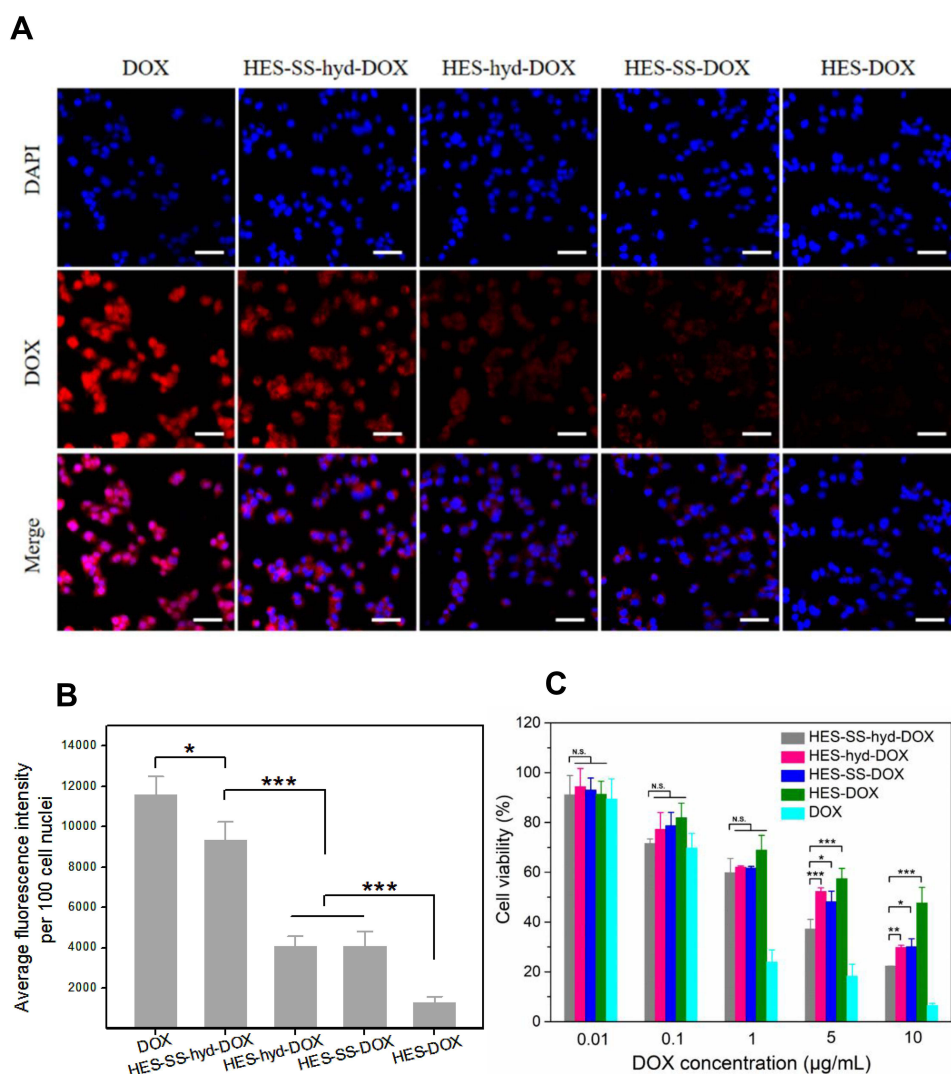 A
DOX HES-SS-hyd-DOX HES-hyd-DOX HES-SS-DOX HES-DOX
DAPI
DOX
Merge
B
Average fluorescence intensity
per 100 cell nuclei
14000
12000
10000
8000
6000
4000
2000
*
***
***
DOX
HES-SS-hyd-DOX
HES-hyd-DOX
HES-SS-DOX
HES-DOX
C
Cell viability (%)
120
100
80
60
40
20
0
HES-SS-hyd-DOX
HES-hyd-DOX
HES-SS-DOX
HES-DOX
DOX
N.S.
N.S.
N.S.
***
*
***
***
*
**
0.01 0.1 1 5 10
DOX concentration (μg/mL)